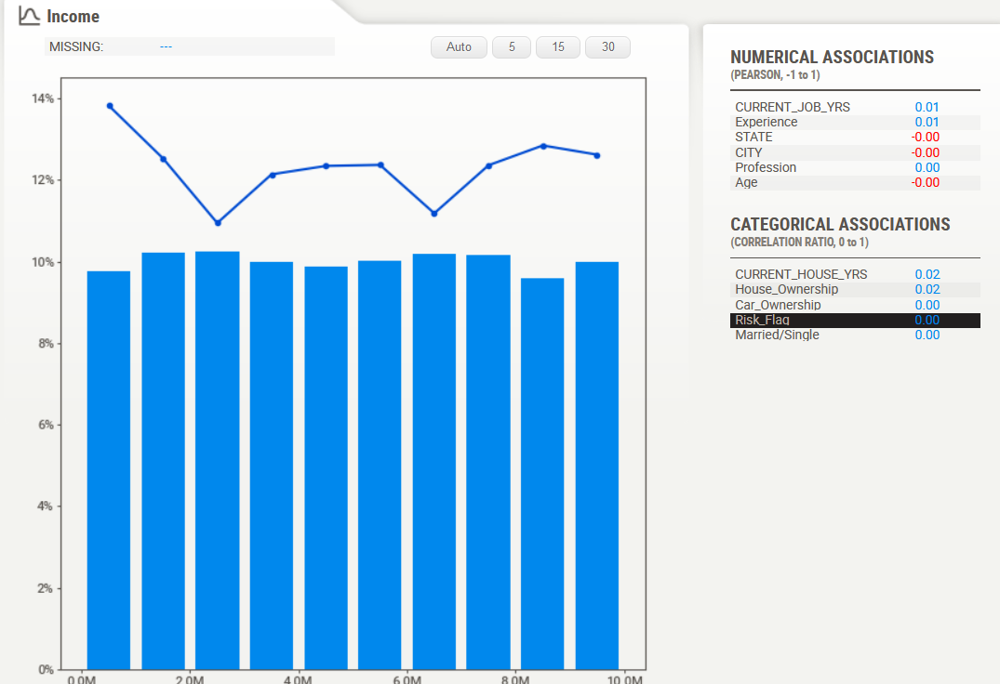 Income
MISSING: ---
Auto 5 15 30
14%
12%
10%
8%
6%
4%
2%
0%
0.0M 2.0M 4.0M 6.0M 8.0M 10.0M
NUMERICAL ASSOCIATIONS
(PEARSON, -1 to 1)
CURRENT_JOB_YRS 0.01
Experience 0.01
STATE -0.00
CITY -0.00
Profession 0.00
Age -0.00
CATEGORICAL ASSOCIATIONS
(CORRELATION RATIO, 0 to 1)
CURRENT_HOUSE_YRS 0.02
House_Ownership 0.02
Car_Ownership 0.00
Risk_Flag 0.00
Married/Single 0.00